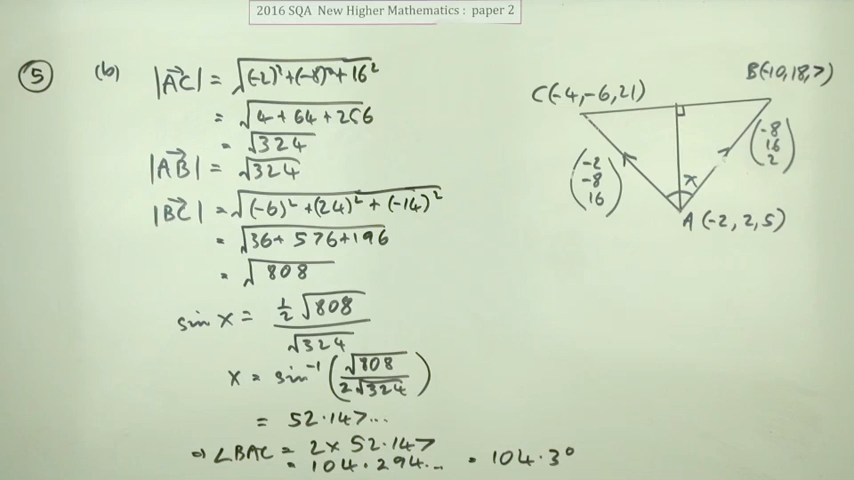 2016 SQA New Higher Mathematics : paper 2
5 (b) |AC→| = √((-2)²+(-8)²+16²)
= √(4+64+256)
= √324
|AB→| = √324
|BC→| = √((-6)²+(24)²+(-14)²)
= √(36+576+196)
= √808
sin x = (½√808)/√324
x = sin⁻¹(√808/(2√324))
= 52.147...
⇒ ∠BAC = 2 x 52.147
= 104.294... = 104.3°
B(-10,18,7)
C(-4,-6,21)
(-8
16
2)
(-2
-8
16)
x
A(-2,2,5)